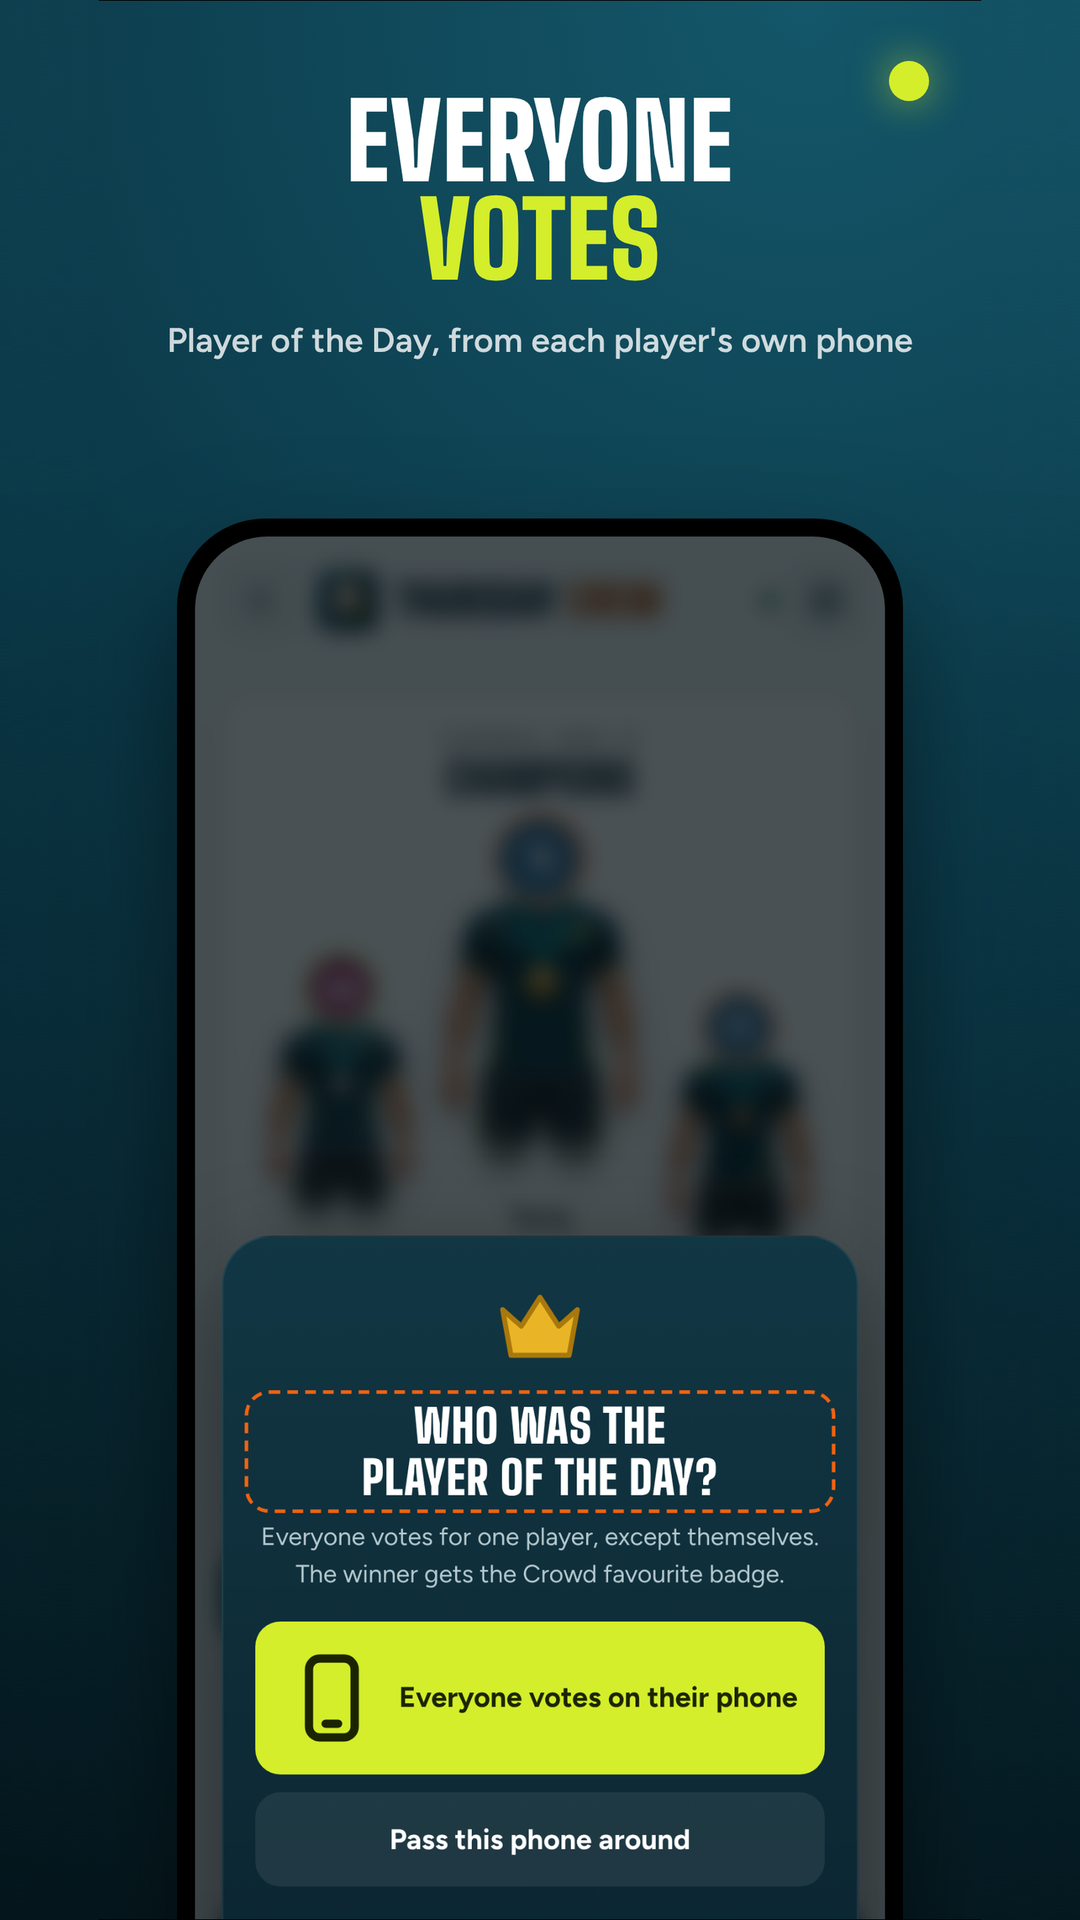 EVERYONE
VOTES
Player of the Day, from each player's own phone
WHO WAS THE
PLAYER OF THE DAY?
Everyone votes for one player, except themselves.
The winner gets the Crowd favourite badge.
Everyone votes on their phone
Pass this phone around